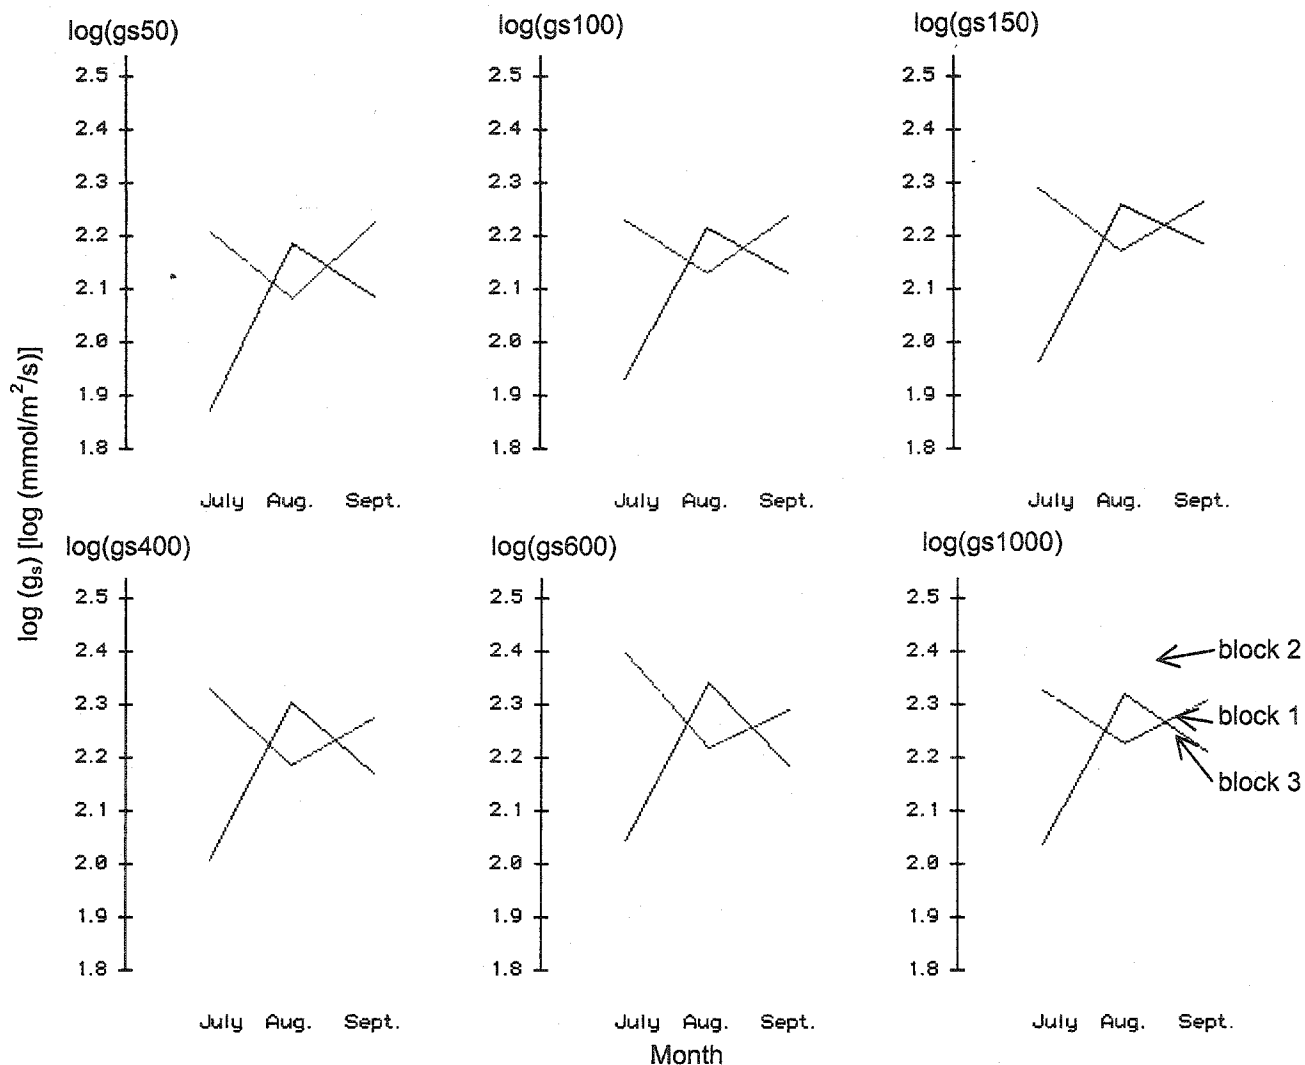 log(gs50) log(gs100) log(gs150)
2.5 2.5 2.5
2.4 2.4 2.4
2.3 2.3 2.3
2.2 2.2 2.2
2.1 2.1 2.1
2.0 2.0 2.0
1.9 1.9 1.9
1.8 1.8 1.8
July Aug. Sept. July Aug. Sept. July Aug. Sept.
log (gₛ) [log (mmol/m²/s)]
log(gs400) log(gs600) log(gs1000)
2.5 2.5 2.5
2.4 2.4 2.4
block 2
2.3 2.3 2.3
block 1
2.2 2.2 2.2
block 3
2.1 2.1 2.1
2.0 2.0 2.0
1.9 1.9 1.9
1.8 1.8 1.8
July Aug. Sept. July Aug. Sept. July Aug. Sept.
Month